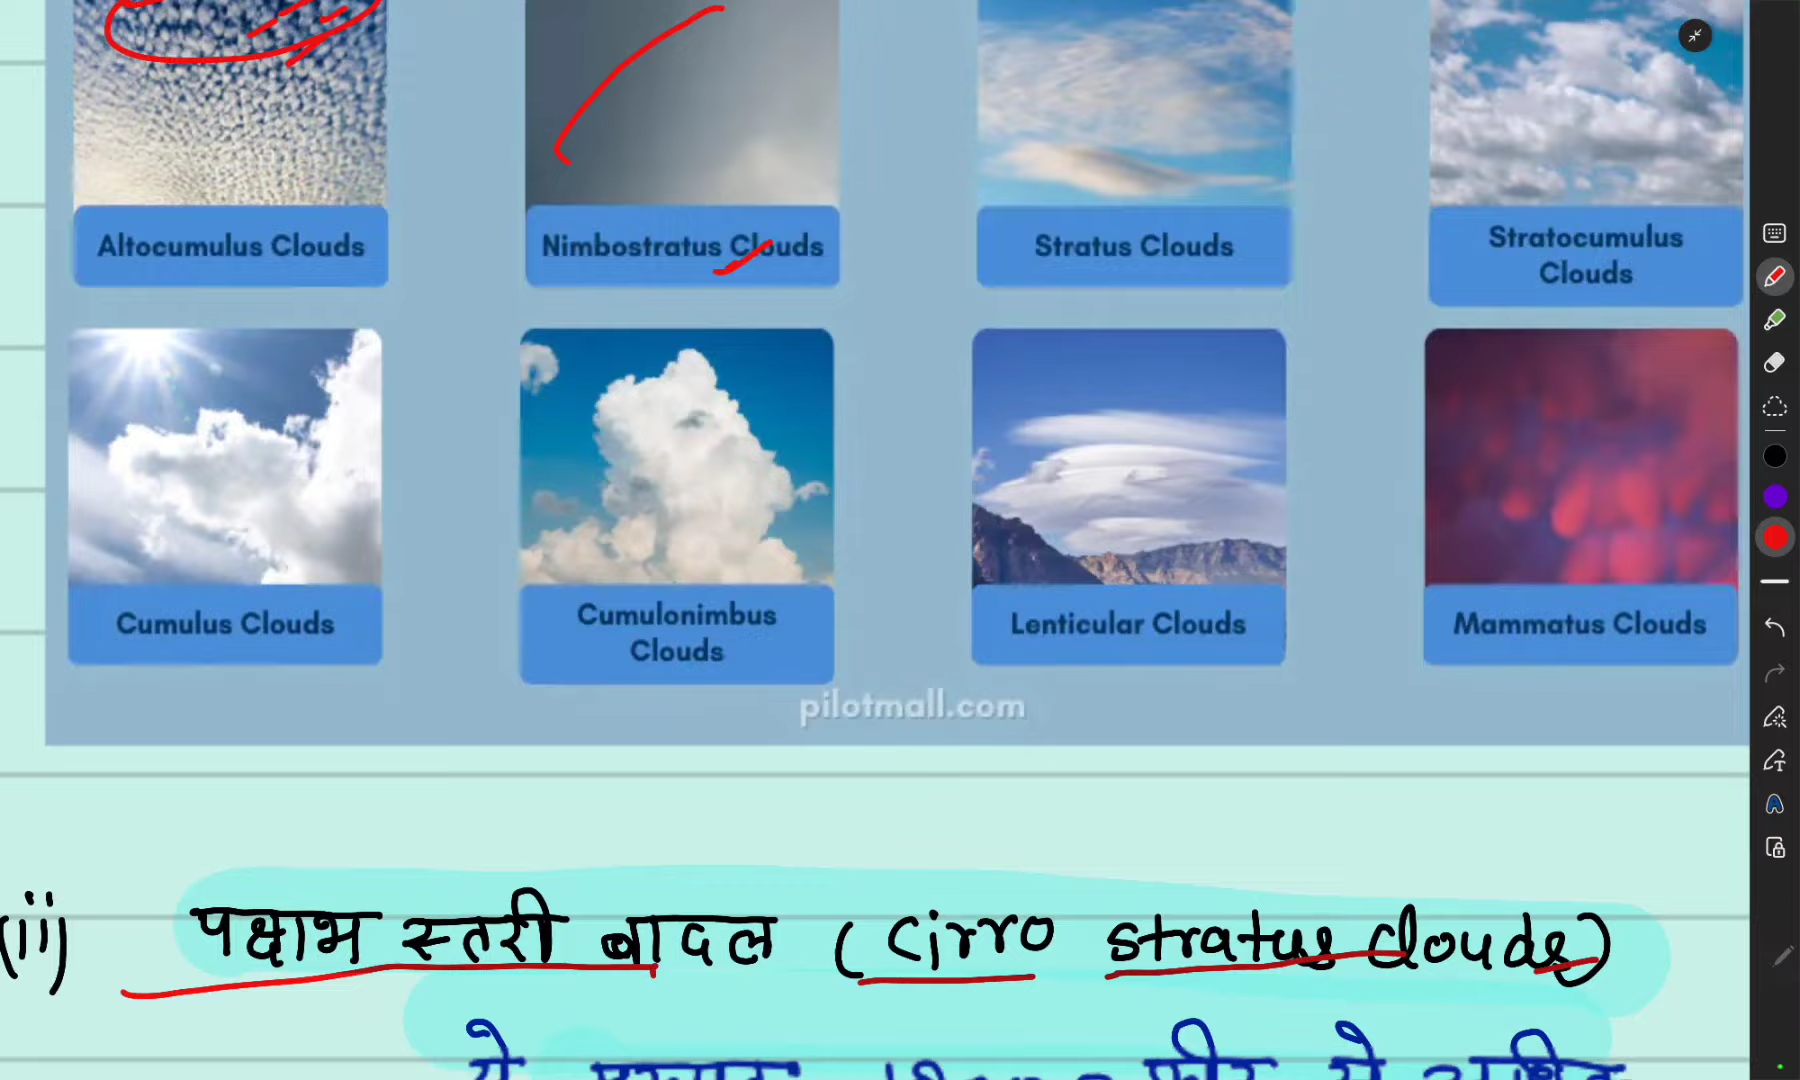 Altocumulus Clouds
Nimbostratus Clouds
Stratus Clouds
Stratocumulus
Clouds
Cumulus Clouds
Cumulonimbus
Clouds
Lenticular Clouds
Mammatus Clouds
pilotmall.com
(ii) पक्षाभ स्तरी बादल (Cirro stratus clouds)
ये